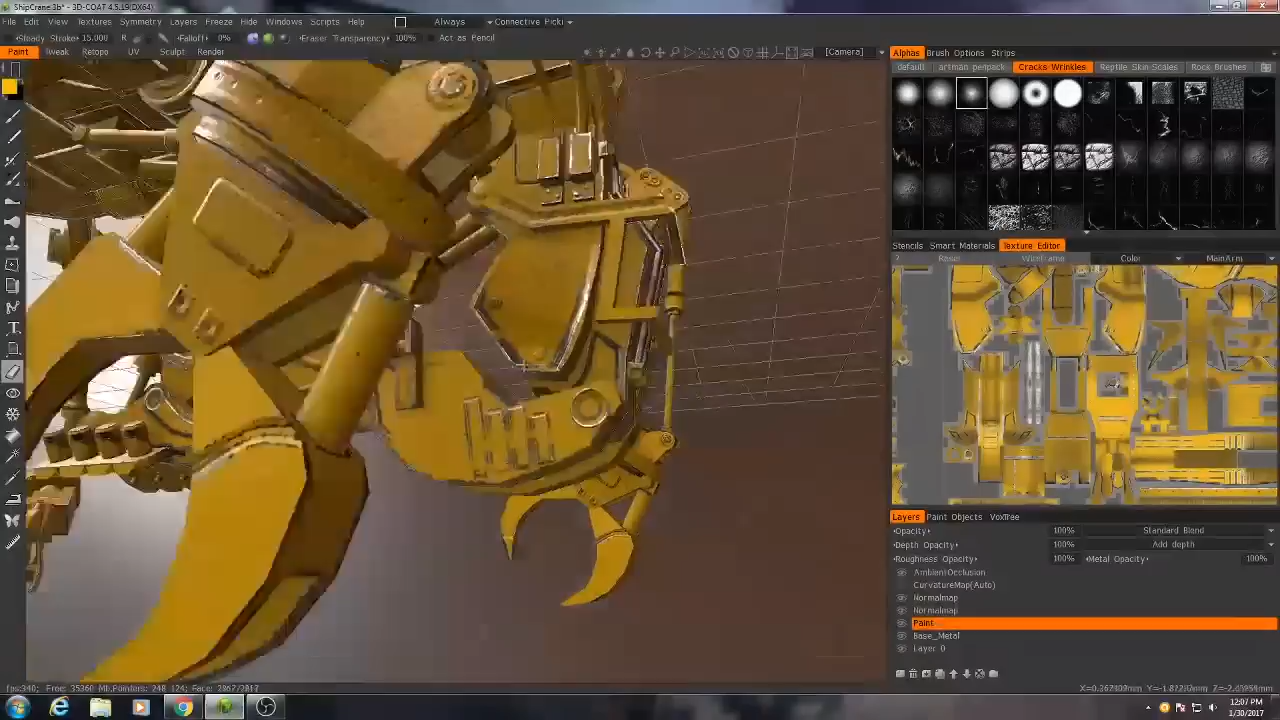 ShipCrane.3b* - 3D-COAT 4.5.19(DX64)
File Edit View Textures Symmetry Layers Freeze Hide Windows Scripts Help Always Connective Picki
Steady Stroke 15.000 R Falloff 0% Eraser Transparency 100% Act as Pencil
Paint Tweak Retopo UV Sculpt Render [Camera]
Alphas Brush Options Strips
default artman penpack Cracks Wrinkles Reptile Skin Scales Rock Brushes
Stencils Smart Materials Texture Editor
? Reset Wireframe Color MainArm
Layers Paint Objects VoxTree
Opacity 100% Standard Blend
Depth Opacity 100% Add depth
Roughness Opacity 100% Metal Opacity 100%
AmbientOcclusion
CurvatureMap(Auto)
Normalmap
Normalmap
Paint
Base_Metal
Layer 0
12:07 PM
1/30/2017